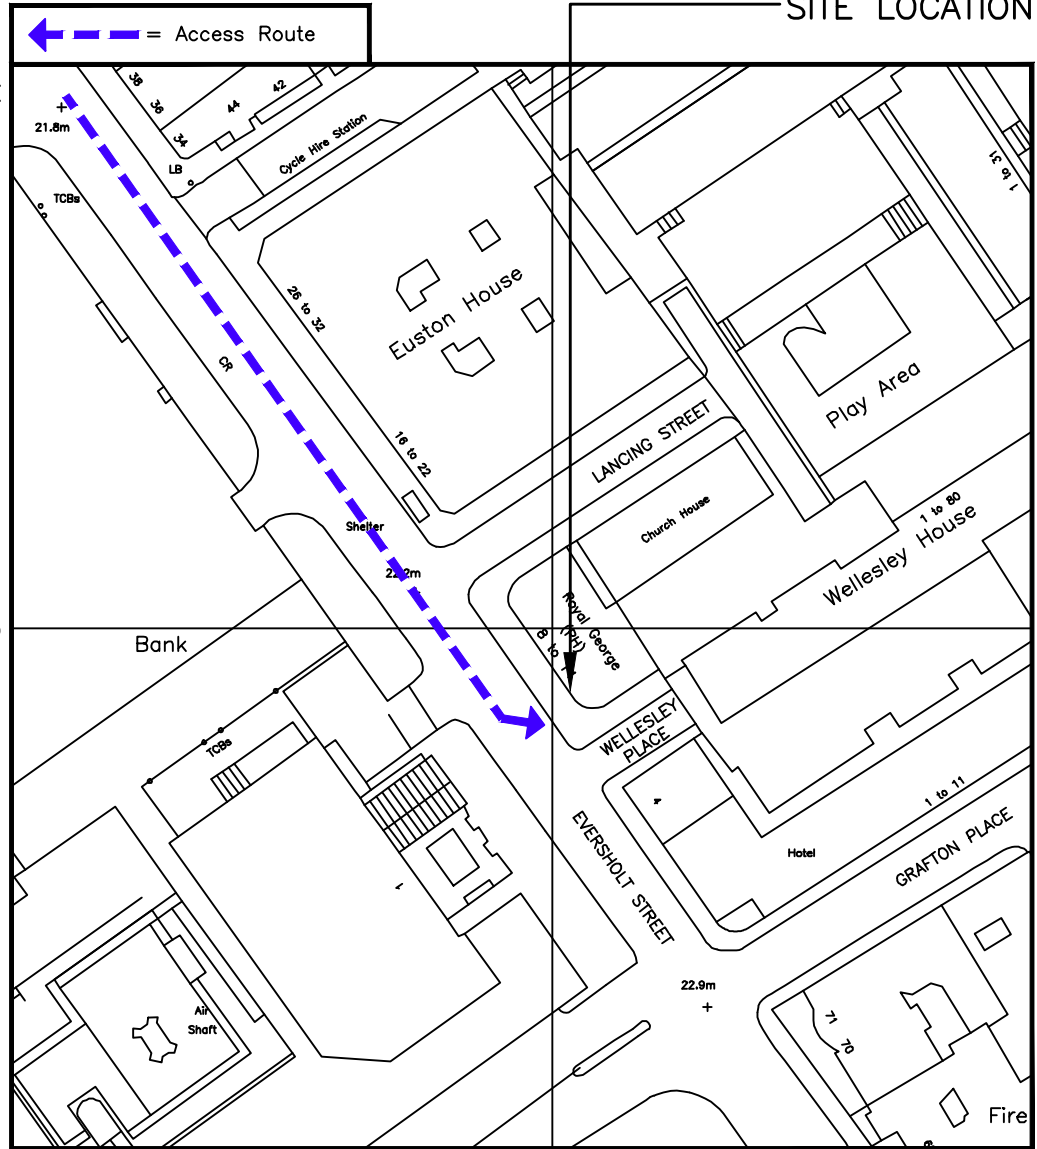 SITE LOCATION
= Access Route
38
36
34
44
42
Cycle Hire Station
1 to 31
21.8m
LB
TCBs
26 to 32
Euston House
CR
Play Area
LANCING STREET
16 to 22
Church House
1 to 80
Wellesley House
Shelter
22.2m
Royal George
(PH)
8 to
Bank
WELLESLEY
PLACE
TCBs
4
1 to 11
EVERSHOLT STREET
Hotel
GRAFTON PLACE
1
22.9m
Air
Shaft
71
70
Fire